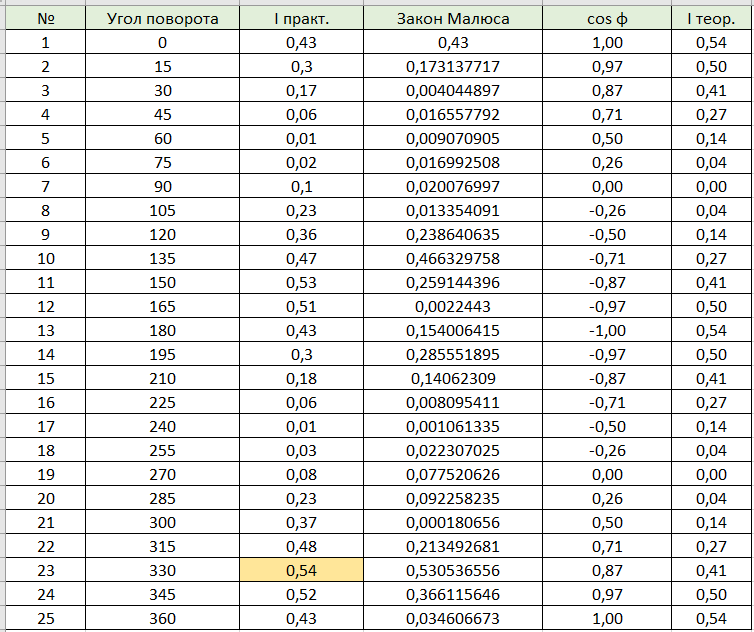 № Угол поворота I практ. Закон Малюса cos ф I теор.
1 0 0,43 0,43 1,00 0,54
2 15 0,3 0,173137717 0,97 0,50
3 30 0,17 0,004044897 0,87 0,41
4 45 0,06 0,016557792 0,71 0,27
5 60 0,01 0,009070905 0,50 0,14
6 75 0,02 0,016992508 0,26 0,04
7 90 0,1 0,020076997 0,00 0,00
8 105 0,23 0,013354091 -0,26 0,04
9 120 0,36 0,238640635 -0,50 0,14
10 135 0,47 0,466329758 -0,71 0,27
11 150 0,53 0,259144396 -0,87 0,41
12 165 0,51 0,0022443 -0,97 0,50
13 180 0,43 0,154006415 -1,00 0,54
14 195 0,3 0,285551895 -0,97 0,50
15 210 0,18 0,14062309 -0,87 0,41
16 225 0,06 0,008095411 -0,71 0,27
17 240 0,01 0,001061335 -0,50 0,14
18 255 0,03 0,022307025 -0,26 0,04
19 270 0,08 0,077520626 0,00 0,00
20 285 0,23 0,092258235 0,26 0,04
21 300 0,37 0,000180656 0,50 0,14
22 315 0,48 0,213492681 0,71 0,27
23 330 0,54 0,530536556 0,87 0,41
24 345 0,52 0,366115646 0,97 0,50
25 360 0,43 0,034606673 1,00 0,54